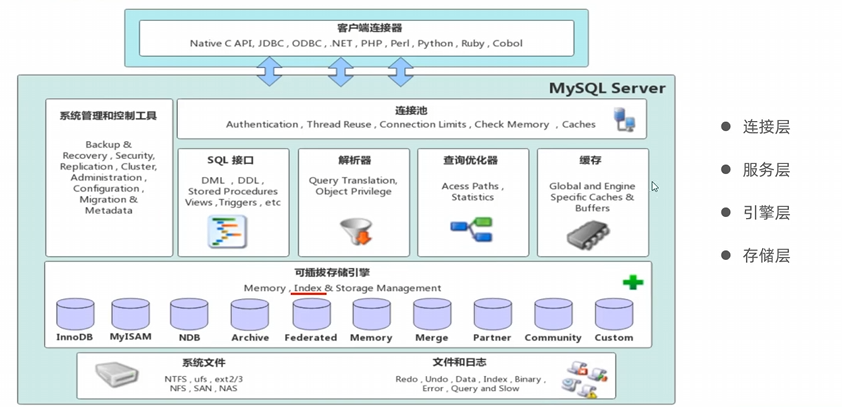 客户端连接器
Native C API, JDBC , ODBC , .NET , PHP , Perl , Python , Ruby , Cobol
MySQL Server
系统管理和控制工具
Backup &
Recovery , Security,
Replication , Cluster,
Administration ,
Configuration ,
Migration &
Metadata
连接池
Authentication , Thread Reuse , Connection Limits , Check Memory , Caches
SQL 接口
DML , DDL ,
Stored Procedures
Views ,Triggers , etc
解析器
Query Translation,
Object Privilege
查询优化器
Acess Paths ,
Statistics
缓存
Global and Engine
Specific Caches &
Buffers
可插拔存储引擎
Memory , Index & Storage Management
InnoDB
MyISAM
NDB
Archive
Federated
Memory
Merge
Partner
Community
Custom
系统文件
NTFS , ufs , ext2/3
NFS , SAN , NAS
文件和日志
Redo , Undo , Data , Index , Binary ,
Error , Query and Slow
连接层
服务层
引擎层
存储层